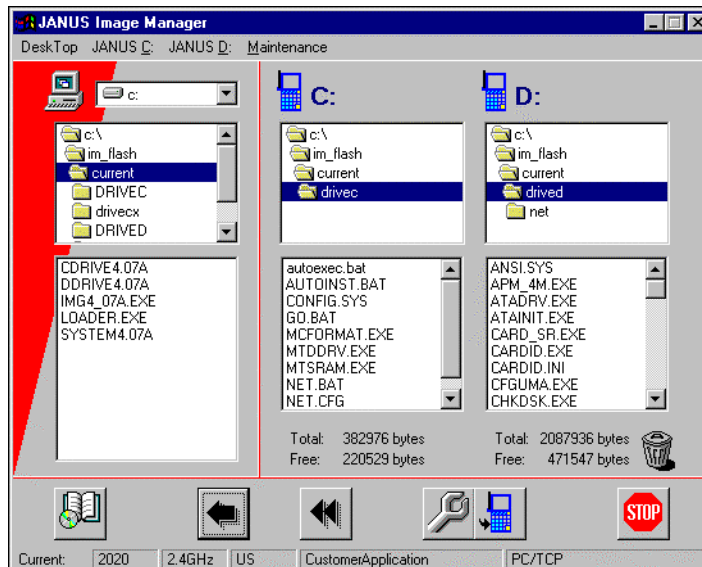 JANUS Image Manager
DeskTop JANUS C: JANUS D: Maintenance
c:
C:
D:
c:\
im_flash
current
DRIVEC
drivecx
DRIVED
c:\
im_flash
current
drivec
c:\
im_flash
current
drived
net
CDRIVE4.07A
DDRIVE4.07A
IMG4_07A.EXE
LOADER.EXE
SYSTEM4.07A
autoexec.bat
AUTOINST.BAT
CONFIG.SYS
GO.BAT
MCFORMAT.EXE
MTDDRV.EXE
MTSRAM.EXE
NET.BAT
NET.CFG
ANSI.SYS
APM_4M.EXE
ATADRV.EXE
ATAINIT.EXE
CARD_SR.EXE
CARDID.EXE
CARDID.INI
CFGUMA.EXE
CHKDSK.EXE
Total: 382976 bytes
Free: 220529 bytes
Total: 2087936 bytes
Free: 471547 bytes
STOP
Current: 2020 2.4GHz US CustomerApplication PC/TCP